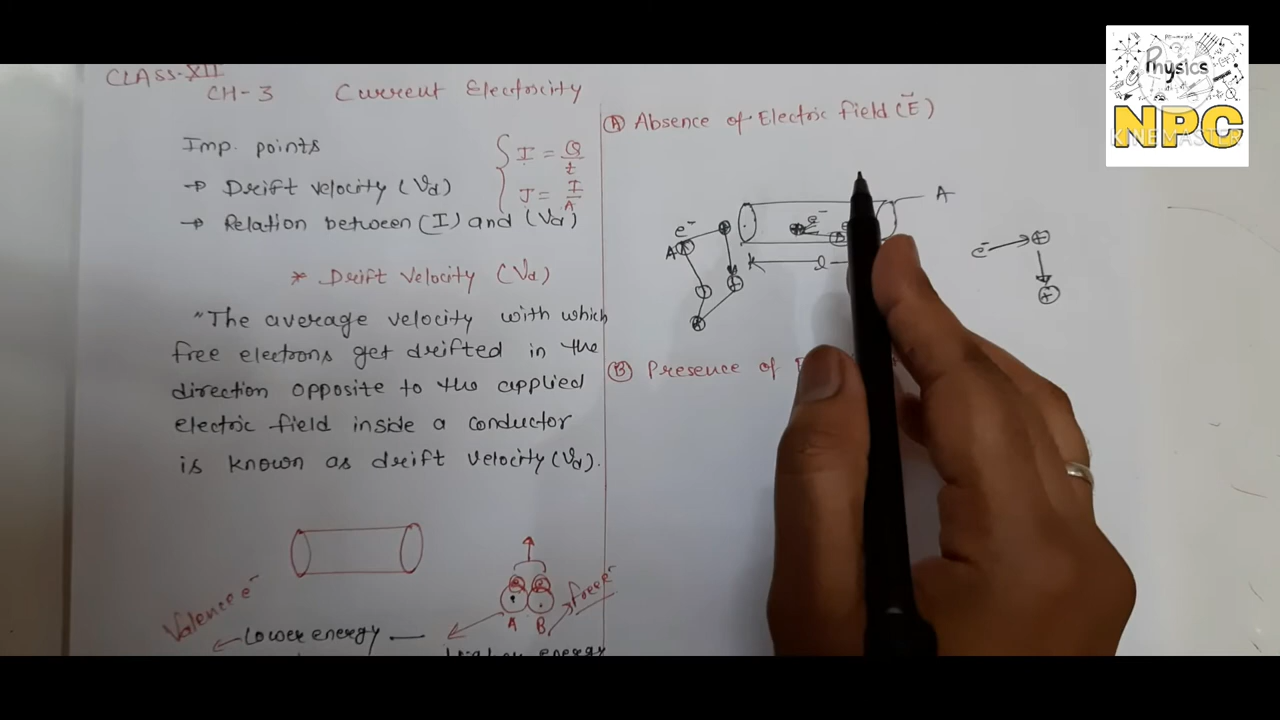 CLASS-XII
CH-3 Current Electricity
Imp. points
→ Drift velocity (Vd)
→ Relation between (I) and (Vd)
I = Q/t
J = I/A
* Drift Velocity (Vd)
"The average velocity with which
free electrons get drifted in the
direction opposite to the applied
electric field inside a conductor
is known as drift velocity (Vd).
Valence e⁻
Lower energy
A B
free e⁻
energy
(A) Absence of Electric field (E⃗)
A
e⁻
A
e⁻
l
e⁻
(B) Presence of
Physics
NPC
KINEMASTER